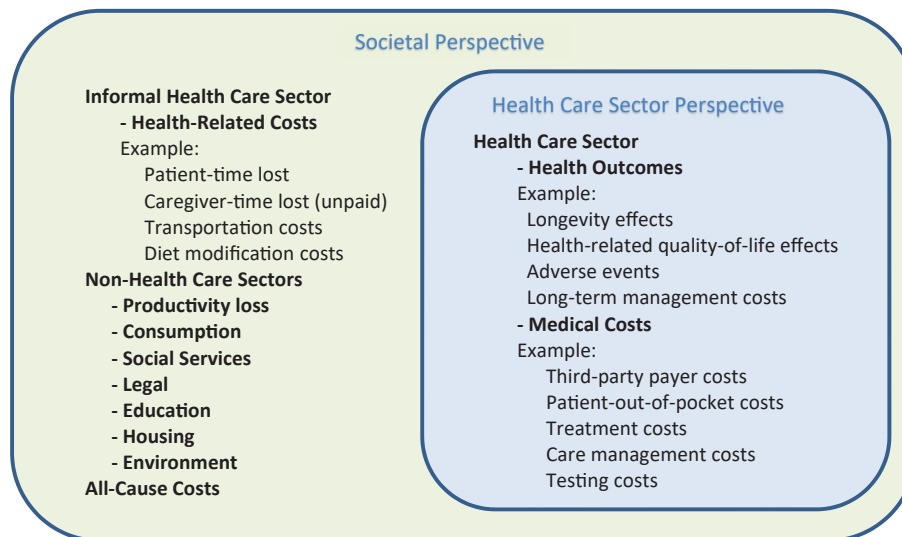 Societal Perspective
Informal Health Care Sector
- Health-Related Costs
Example:
Patient-time lost
Caregiver-time lost (unpaid)
Transportation costs
Diet modification costs
Non-Health Care Sectors
- Productivity loss
- Consumption
- Social Services
- Legal
- Education
- Housing
- Environment
All-Cause Costs
Health Care Sector Perspective
Health Care Sector
- Health Outcomes
Example:
Longevity effects
Health-related quality-of-life effects
Adverse events
Long-term management costs
- Medical Costs
Example:
Third-party payer costs
Patient-out-of-pocket costs
Treatment costs
Care management costs
Testing costs